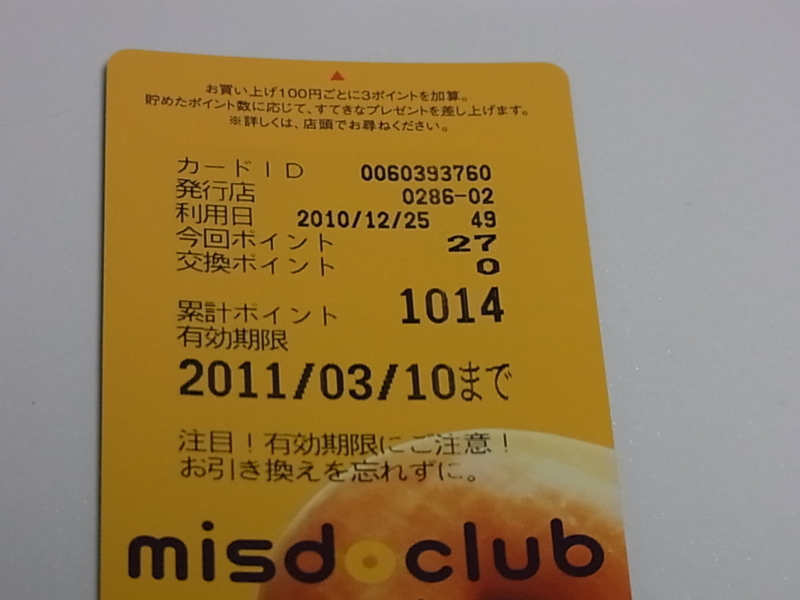 お買い上げ100円ごとに3ポイントを加算。
貯めたポイント数に応じて、すてきなプレゼントを差し上げます。
※詳しくは、店頭でお尋ねください。
カードID 0060393760
発行店 0286-02
利用日 2010/12/25 49
今回ポイント 27
交換ポイント 0
累計ポイント 1014
有効期限
2011/03/10まで
注目!有効期限にご注意!
お引き換えを忘れずに。
misdoclub